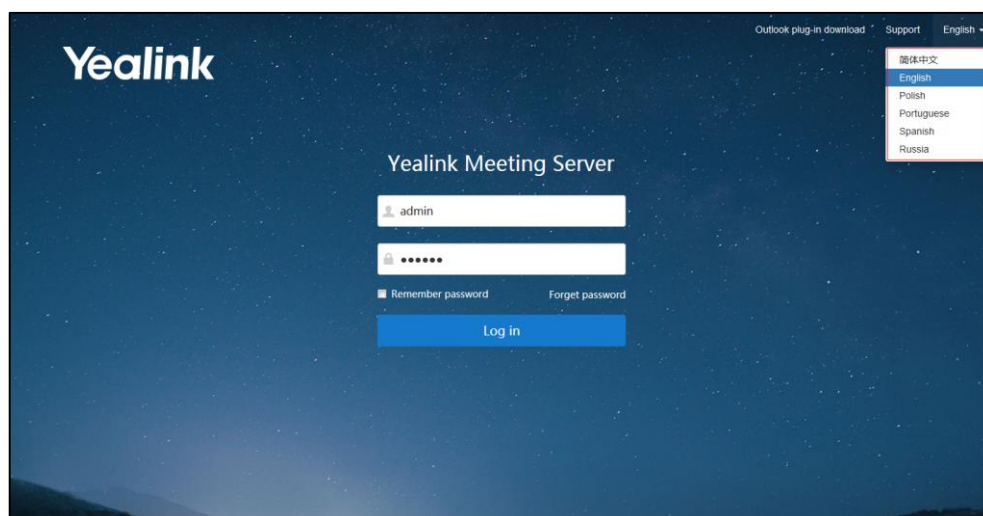 Outlook plug-in download Support English
Yealink
简体中文
English
Polish
Portuguese
Spanish
Russia
Yealink Meeting Server
admin
••••••
Remember password Forget password
Log in